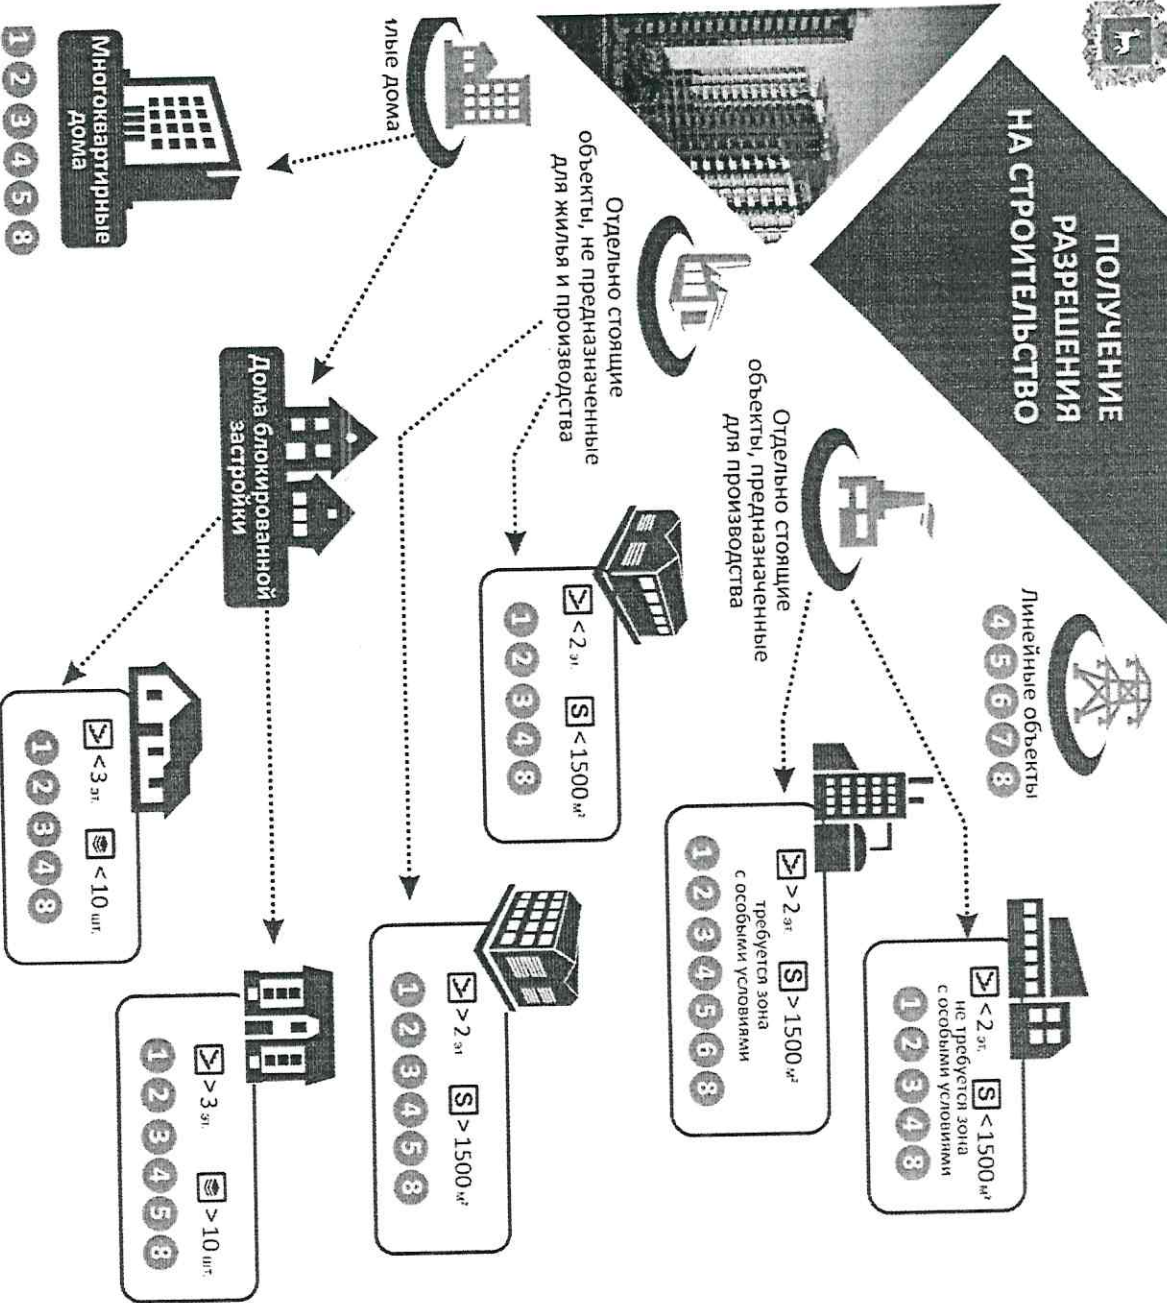 ПОЛУЧЕНИЕ
РАЗРЕШЕНИЯ
НА СТРОИТЕЛЬСТВО
Линейные объекты
4 5 6 7 8
Отдельно стоящие
объекты, предназначенные
для производства
< 2 эт. S < 1500 м²
не требуется зона
с особыми условиями
1 2 3 4 8
> 2 эт. S > 1500 м²
требуется зона
с особыми условиями
1 2 3 4 5 6 8
Отдельно стоящие
объекты, не предназначенные
для жилья и производства
< 2 эт. S < 1500 м²
1 2 3 4 8
> 2 эт. S > 1500 м²
1 2 3 4 5 8
илые дома
Многоквартирные
дома
1 2 3 4 5 8
Дома блокированной
застройки
< 3 эт. < 10 шт.
1 2 3 4 8
> 3 эт. > 10 шт.
1 2 3 4 5 8